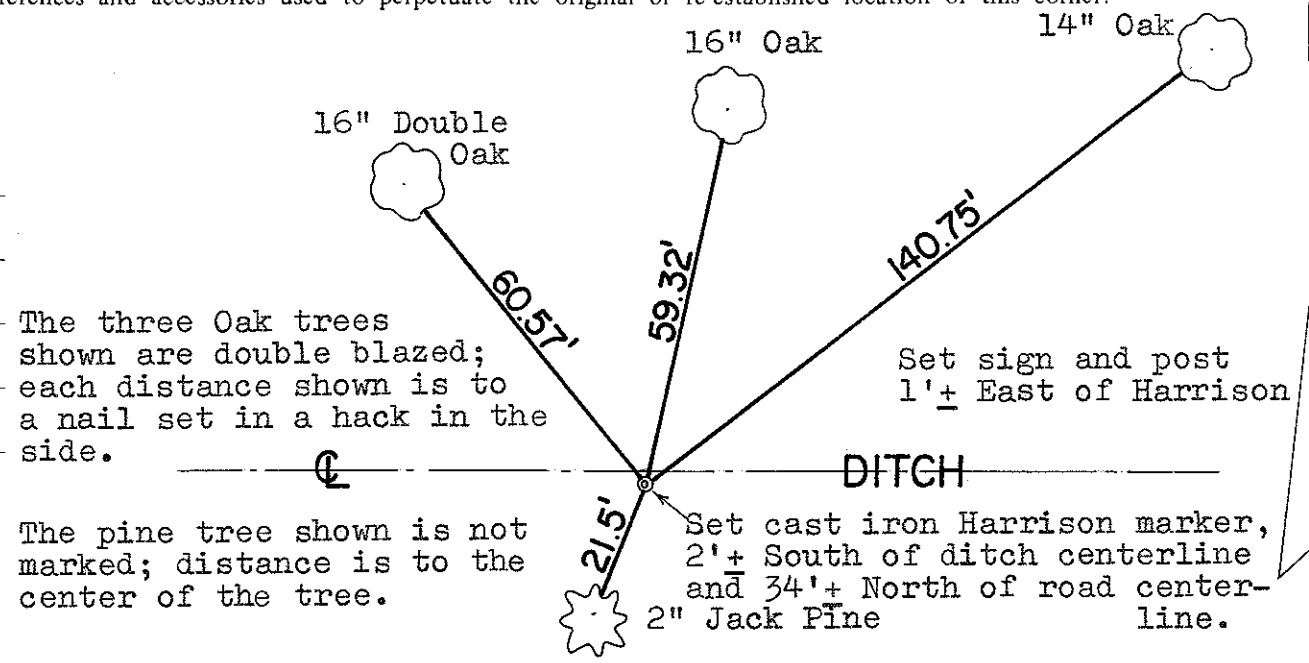 references and accessories used to perpetuate the original or re-established location of this corner.
14" Oak
16" Oak
16" Double
Oak
60.57'
59.32'
140.75'
The three Oak trees
shown are double blazed;
each distance shown is to
a nail set in a hack in the
side.
Set sign and post
1'± East of Harrison
℄
DITCH
The pine tree shown is not
marked; distance is to the
center of the tree.
21.5'
Set cast iron Harrison marker,
2'± South of ditch centerline
and 34'± North of road center-
line.
2" Jack Pine